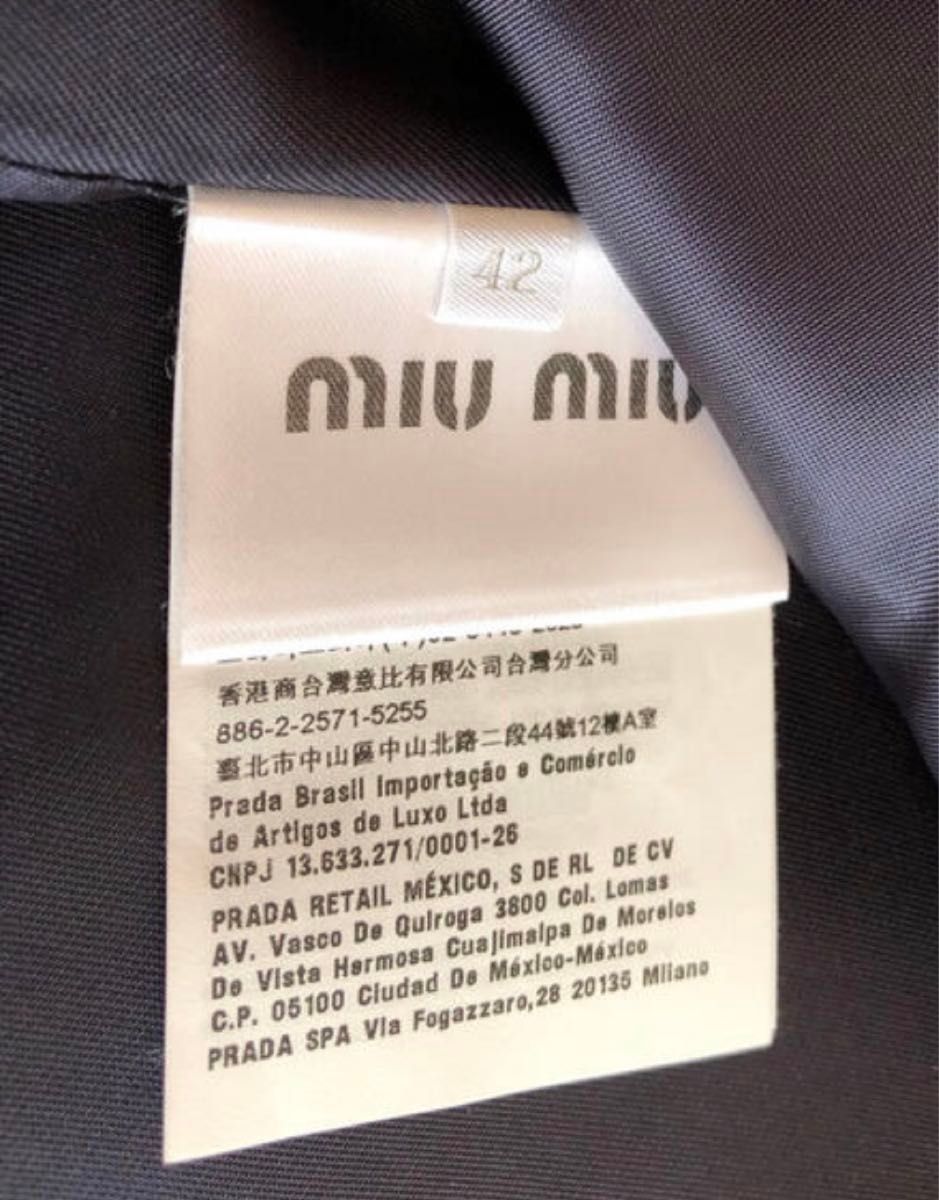 42
MIU MIU
香港商台灣意比有限公司台灣分公司
886-2-2571-5255
臺北市中山區中山北路二段44號12樓A室
Prada Brasil Importação e Comércio
de Artigos de Luxo Ltda
CNPJ 13.633.271/0001-26
PRADA RETAIL MÉXICO, S DE RL DE CV
AV. Vasco De Quiroga 3800 Col. Lomas
De Vista Hermosa Cuajimalpa De Morelos
C.P. 05100 Ciudad De México-México
PRADA SPA Via Fogazzaro,28 20135 Milano